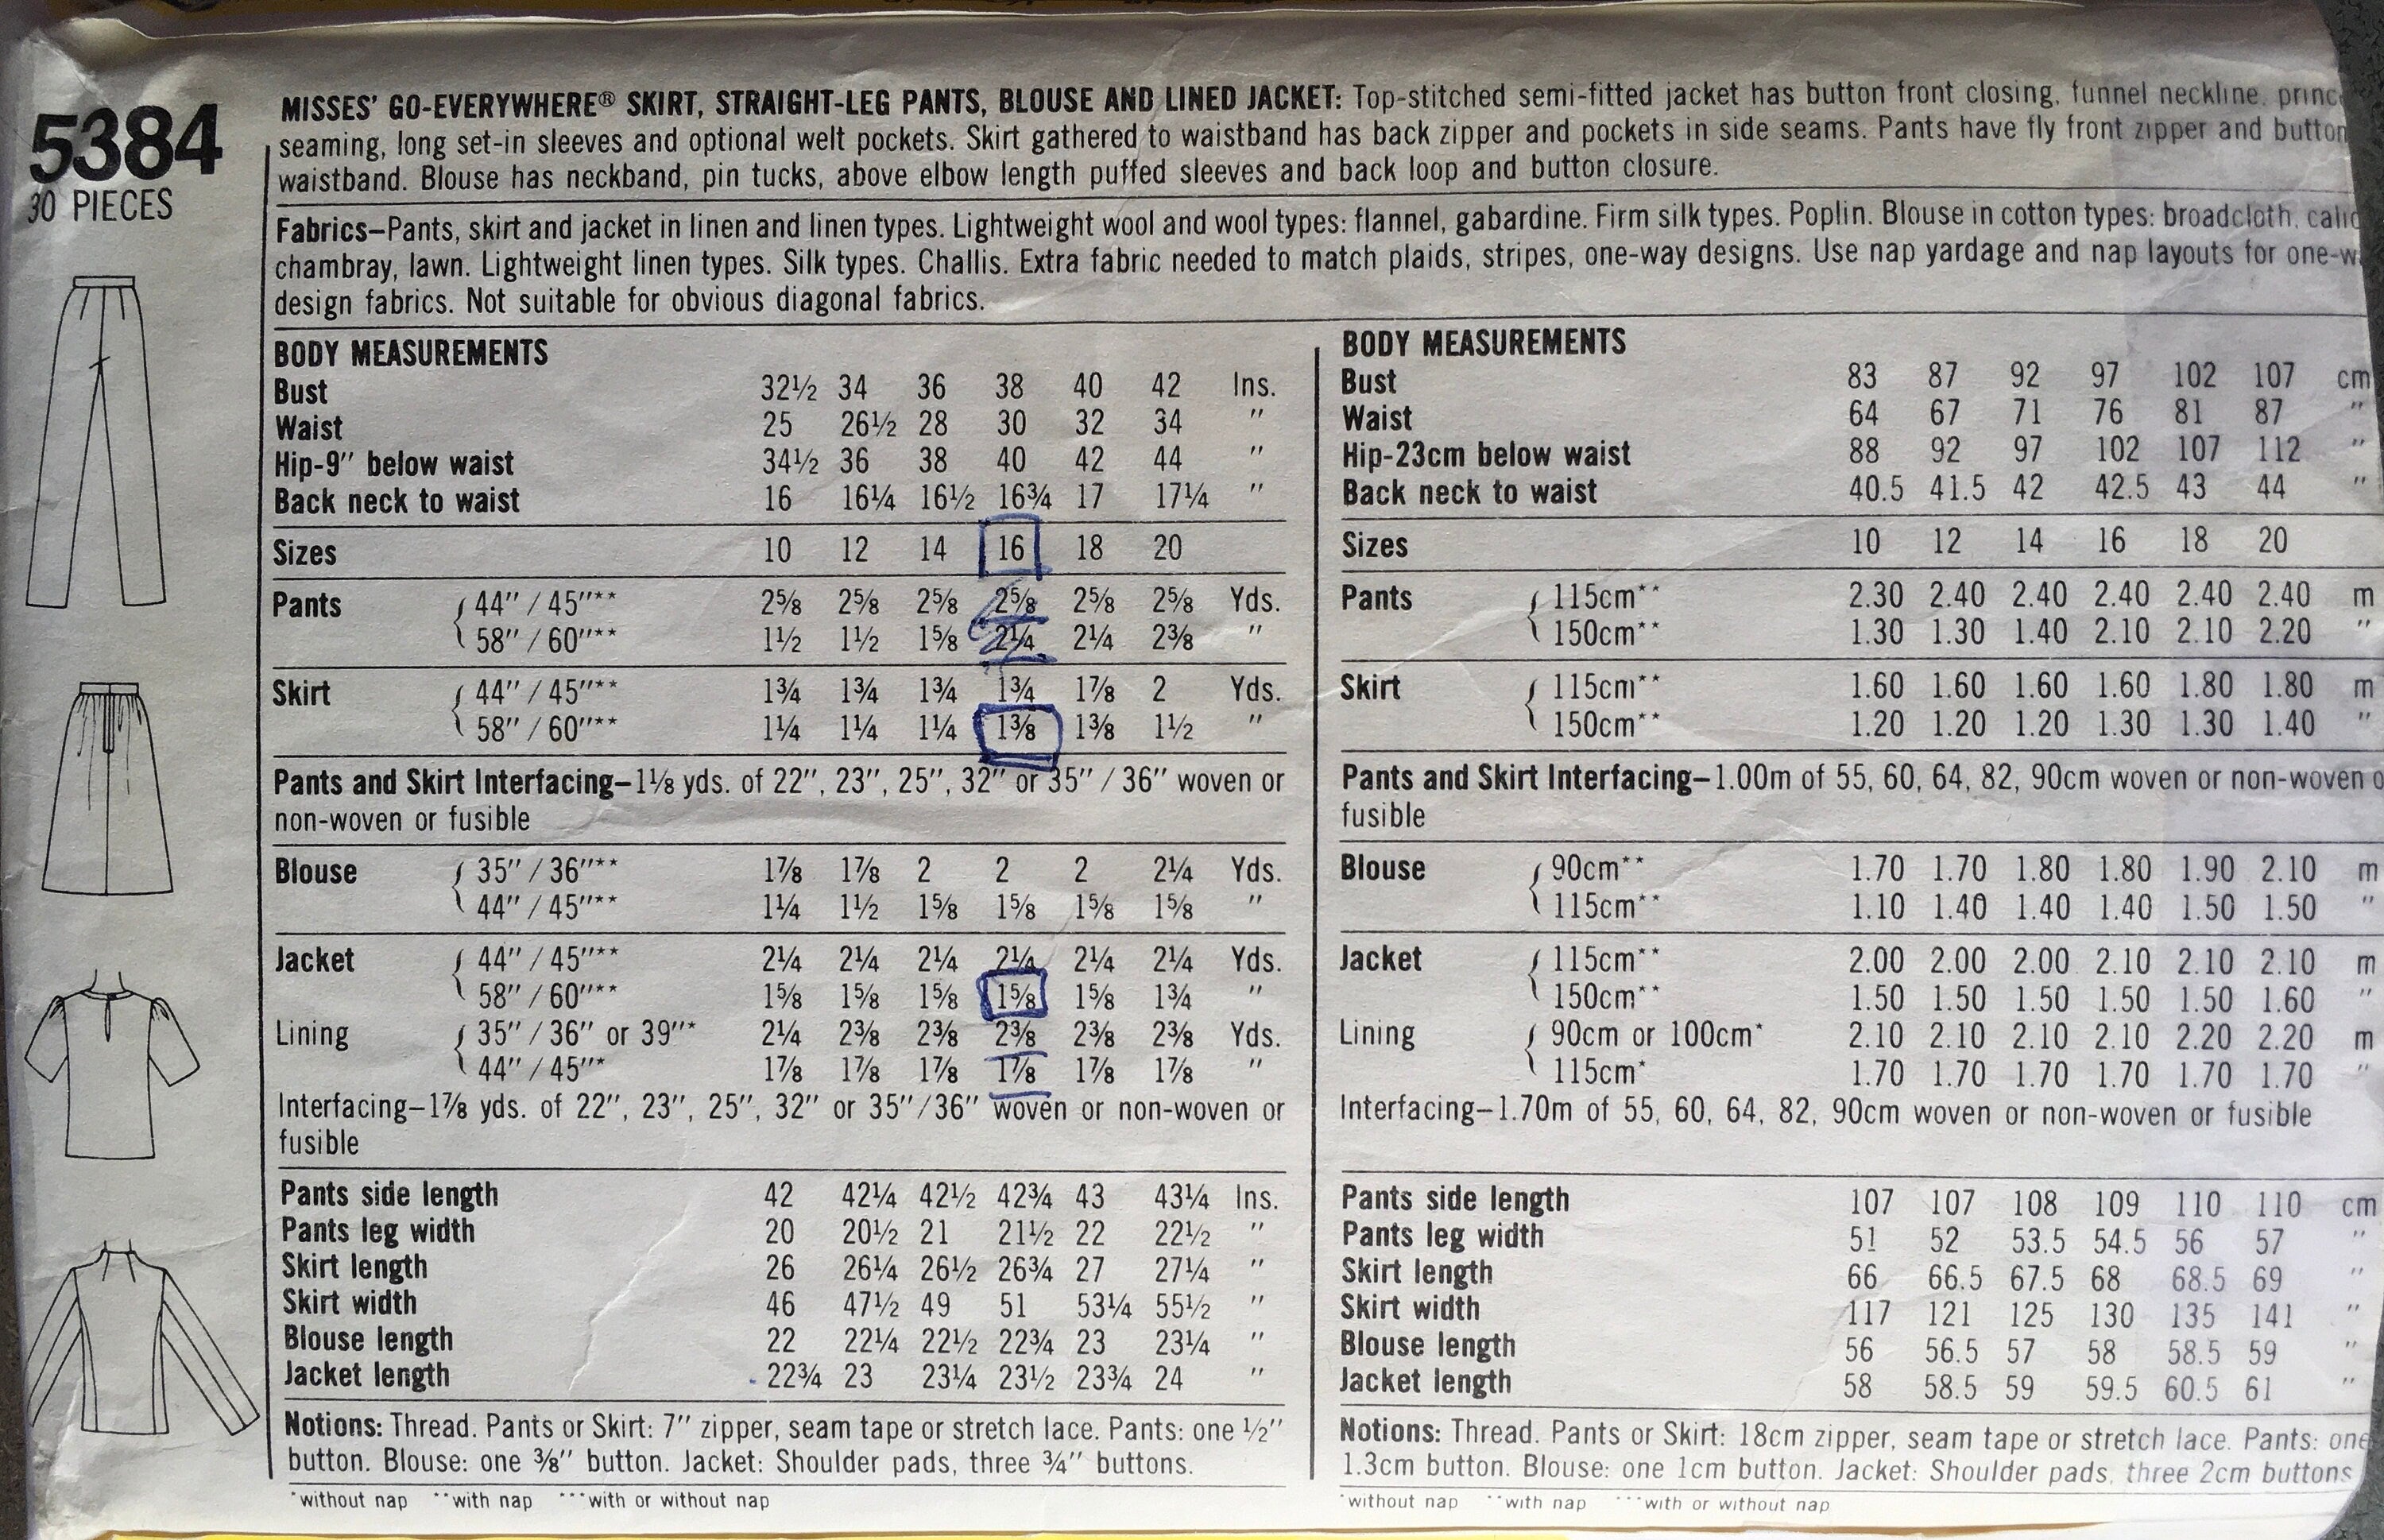 5384
30 PIECES
MISSES' GO-EVERYWHERE® SKIRT, STRAIGHT-LEG PANTS, BLOUSE AND LINED JACKET: Top-stitched semi-fitted jacket has button front closing, funnel neckline,
seaming, long set-in sleeves and optional welt pockets. Skirt gathered to waistband has back zipper and pockets in side seams. Pants have fly front zipper and button
waistband. Blouse has neckband, pin tucks, above elbow length puffed sleeves and back loop and button closure.
Fabrics–Pants, skirt and jacket in linen and linen types. Lightweight wool and wool types: flannel, gabardine. Firm silk types. Poplin. Blouse in cotton types: broadcloth,
chambray, lawn. Lightweight linen types. Silk types. Challis. Extra fabric needed to match plaids, stripes, one-way designs. Use nap yardage and nap layouts for
design fabrics. Not suitable for obvious diagonal fabrics.
BODY MEASUREMENTS
Bust 32½ 34 36 38 40 42 Ins.
Waist 25 26½ 28 30 32 34 "
Hip-9" below waist 34½ 36 38 40 42 44 "
Back neck to waist 16 16¼ 16½ 16¾ 17 17¼ "
Sizes 10 12 14 16 18 20
Pants 44"/45"** 2⅝ 2⅝ 2⅝ 2⅝ 2⅝ 2⅝ Yds.
58"/60"** 1½ 1½ 1⅝ 2¼ 2¼ 2⅜ "
Skirt 44"/45"** 1¾ 1¾ 1¾ 1¾ 1⅞ 2 Yds.
58"/60"** 1¼ 1¼ 1¼ 1⅜ 1⅜ 1½ "
Pants and Skirt Interfacing–1⅛ yds. of 22", 23", 25", 32" or 35"/36" woven or
non-woven or fusible
Blouse 35"/36"** 1⅞ 1⅞ 2 2 2 2¼ Yds.
44"/45"** 1¼ 1½ 1⅝ 1⅝ 1⅝ 1⅝ "
Jacket 44"/45"** 2¼ 2¼ 2¼ 2¼ 2¼ 2¼ Yds.
58"/60"** 1⅝ 1⅝ 1⅝ 1⅝ 1⅝ 1¾ "
Lining 35"/36" or 39"* 2¼ 2⅜ 2⅜ 2⅜ 2⅜ 2⅜ Yds.
44"/45"* 1⅞ 1⅞ 1⅞ 1⅞ 1⅞ 1⅞ "
Interfacing–1⅞ yds. of 22", 23", 25", 32" or 35"/36" woven or non-woven or
fusible
Pants side length 42 42¼ 42½ 42¾ 43 43¼ Ins.
Pants leg width 20 20½ 21 21½ 22 22½ "
Skirt length 26 26¼ 26½ 26¾ 27 27¼ "
Skirt width 46 47½ 49 51 53¼ 55½ "
Blouse length 22 22¼ 22½ 22¾ 23 23¼ "
Jacket length 22¾ 23 23¼ 23½ 23¾ 24 "
Notions: Thread. Pants or Skirt: 7" zipper, seam tape or stretch lace. Pants: one ½"
button. Blouse: one ⅜" button. Jacket: Shoulder pads, three ¾" buttons.
*without nap **with nap ***with or without nap
BODY MEASUREMENTS
Bust 83 87 92 97 102 107 cm
Waist 64 67 71 76 81 87 "
Hip-23cm below waist 88 92 97 102 107 112 "
Back neck to waist 40.5 41.5 42 42.5 43 44 "
Sizes 10 12 14 16 18 20
Pants 115cm** 2.30 2.40 2.40 2.40 2.40 2.40 m
150cm** 1.30 1.30 1.40 2.10 2.10 2.20 "
Skirt 115cm** 1.60 1.60 1.60 1.60 1.80 1.80 m
150cm** 1.20 1.20 1.20 1.30 1.30 1.40 "
Pants and Skirt Interfacing–1.00m of 55, 60, 64, 82, 90cm woven or non-woven
fusible
Blouse 90cm** 1.70 1.70 1.80 1.80 1.90 2.10 m
115cm** 1.10 1.40 1.40 1.40 1.50 1.50 "
Jacket 115cm** 2.00 2.00 2.00 2.10 2.10 2.10 m
150cm** 1.50 1.50 1.50 1.50 1.50 1.60 "
Lining 90cm or 100cm* 2.10 2.10 2.10 2.10 2.20 2.20 m
115cm* 1.70 1.70 1.70 1.70 1.70 1.70 "
Interfacing–1.70m of 55, 60, 64, 82, 90cm woven or non-woven or fusible
Pants side length 107 107 108 109 110 110 cm
Pants leg width 51 52 53.5 54.5 56 57 "
Skirt length 66 66.5 67.5 68 68.5 69 "
Skirt width 117 121 125 130 135 141 "
Blouse length 56 56.5 57 58 58.5 59 "
Jacket length 58 58.5 59 59.5 60.5 61 "
Notions: Thread. Pants or Skirt: 18cm zipper, seam tape or stretch lace. Pants: one
1.3cm button. Blouse: one 1cm button. Jacket: Shoulder pads, three 2cm buttons
*without nap **with nap ***with or without nap